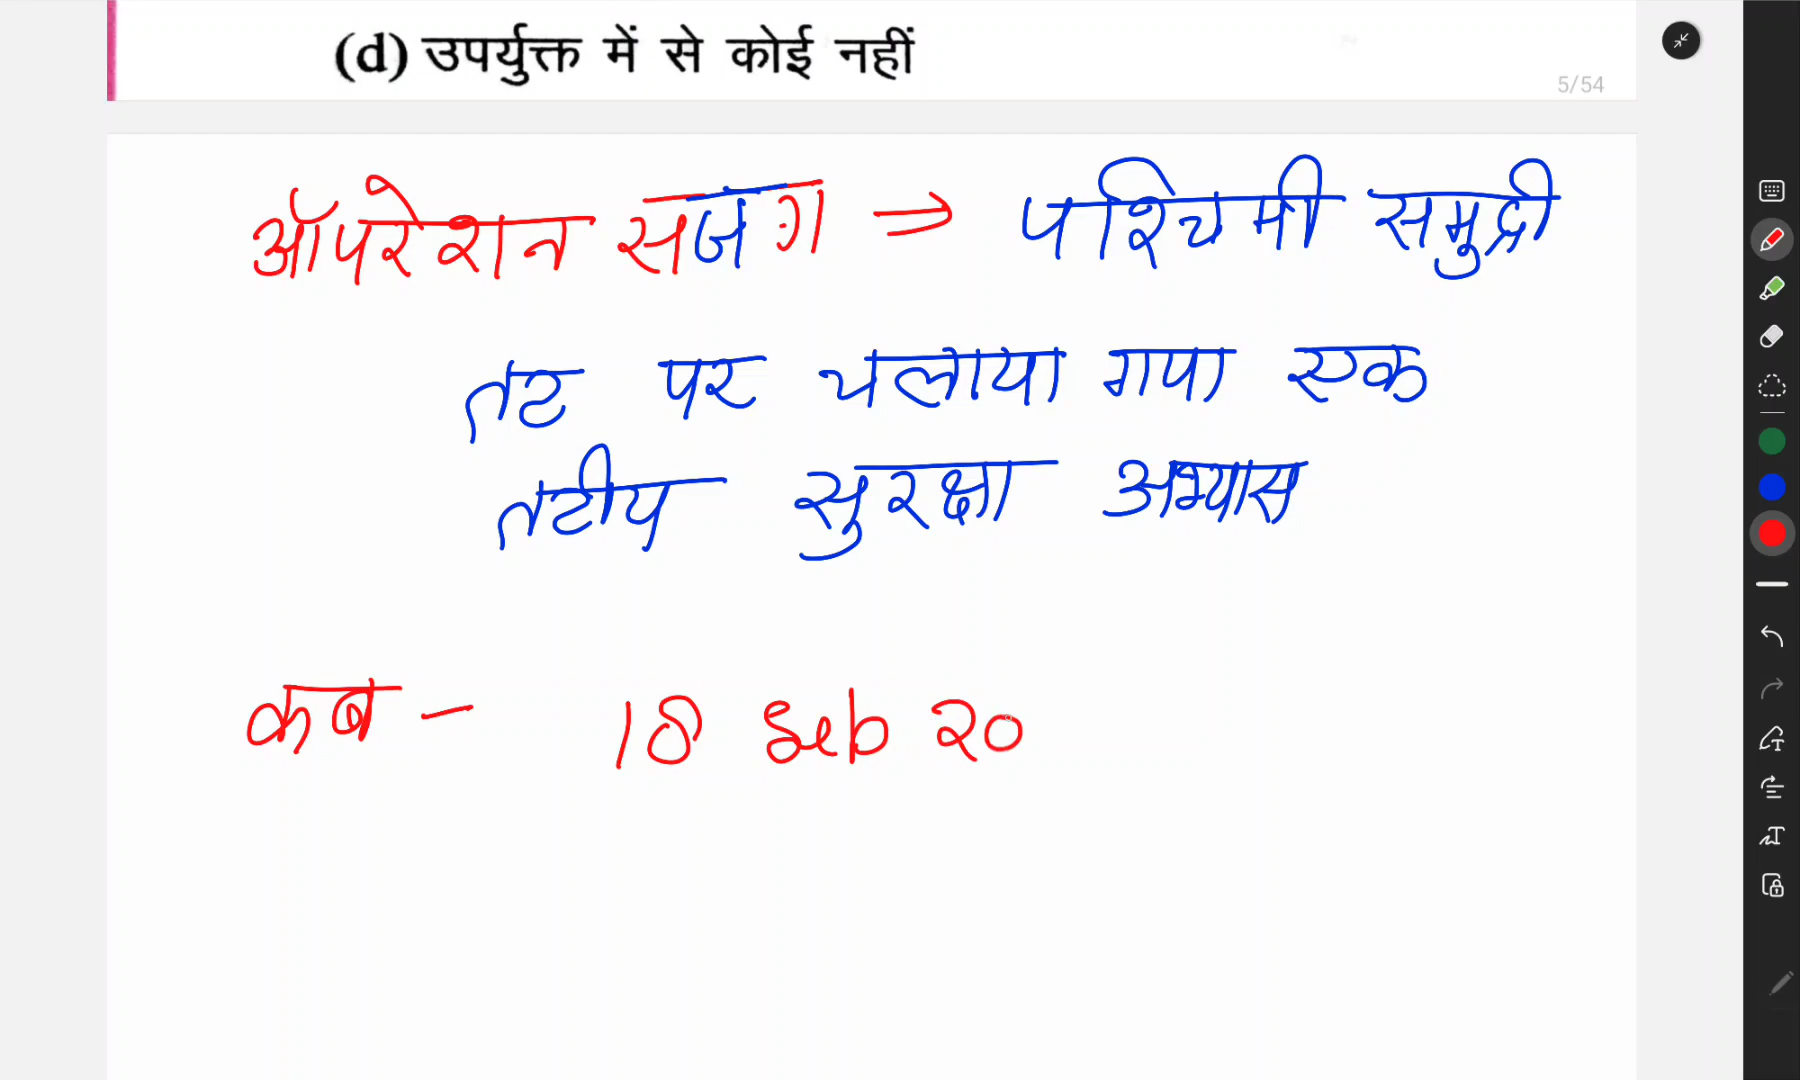 (d) उपर्युक्त में से कोई नहीं
5/54
ऑपरेशन सजग ⇒ पश्चिमी समुद्री
तट पर चलाया गया एक
तटीय सुरक्षा अभ्यास
कब - 18 Feb 20